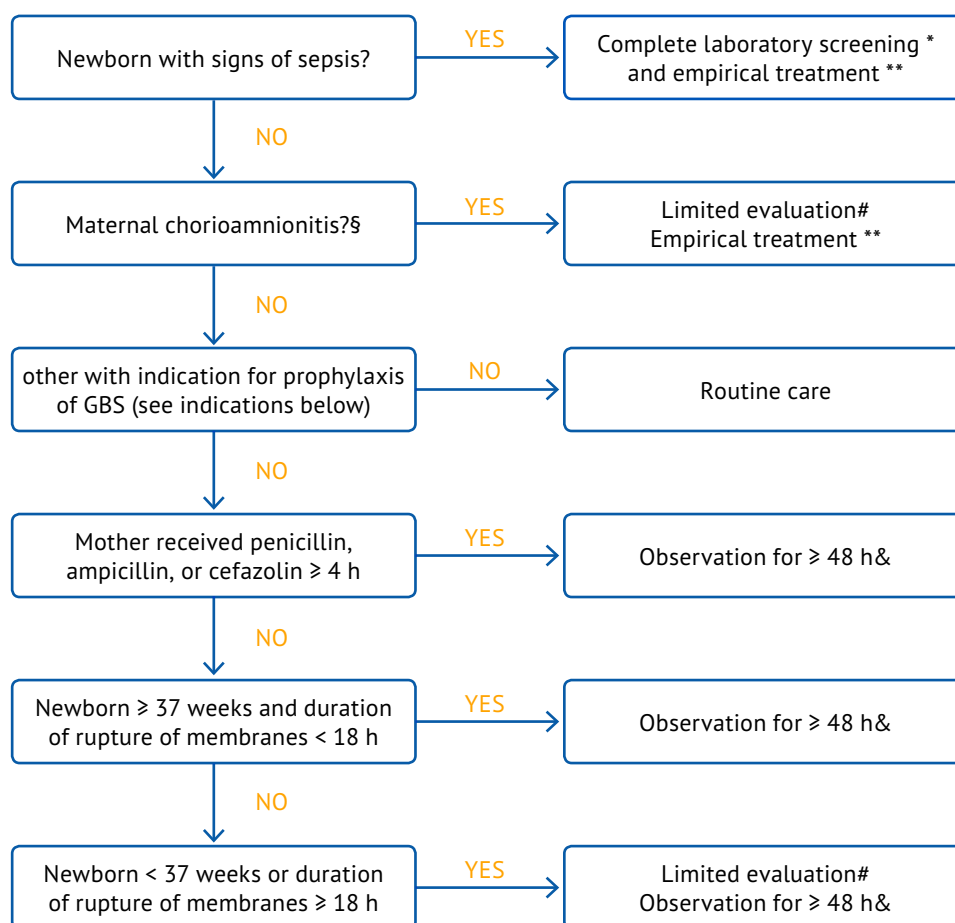 Newborn with signs of sepsis?
YES
Complete laboratory screening *
and empirical treatment **
NO
Maternal chorioamnionitis?§
YES
Limited evaluation#
Empirical treatment **
NO
other with indication for prophylaxis
of GBS (see indications below)
NO
Routine care
NO
Mother received penicillin,
ampicillin, or cefazolin ⩾ 4 h
YES
Observation for ⩾ 48 h&
NO
Newborn ⩾ 37 weeks and duration
of rupture of membranes < 18 h
YES
Observation for ⩾ 48 h&
NO
Newborn < 37 weeks or duration
of rupture of membranes ⩾ 18 h
YES
Limited evaluation#
Observation for ⩾ 48 h&